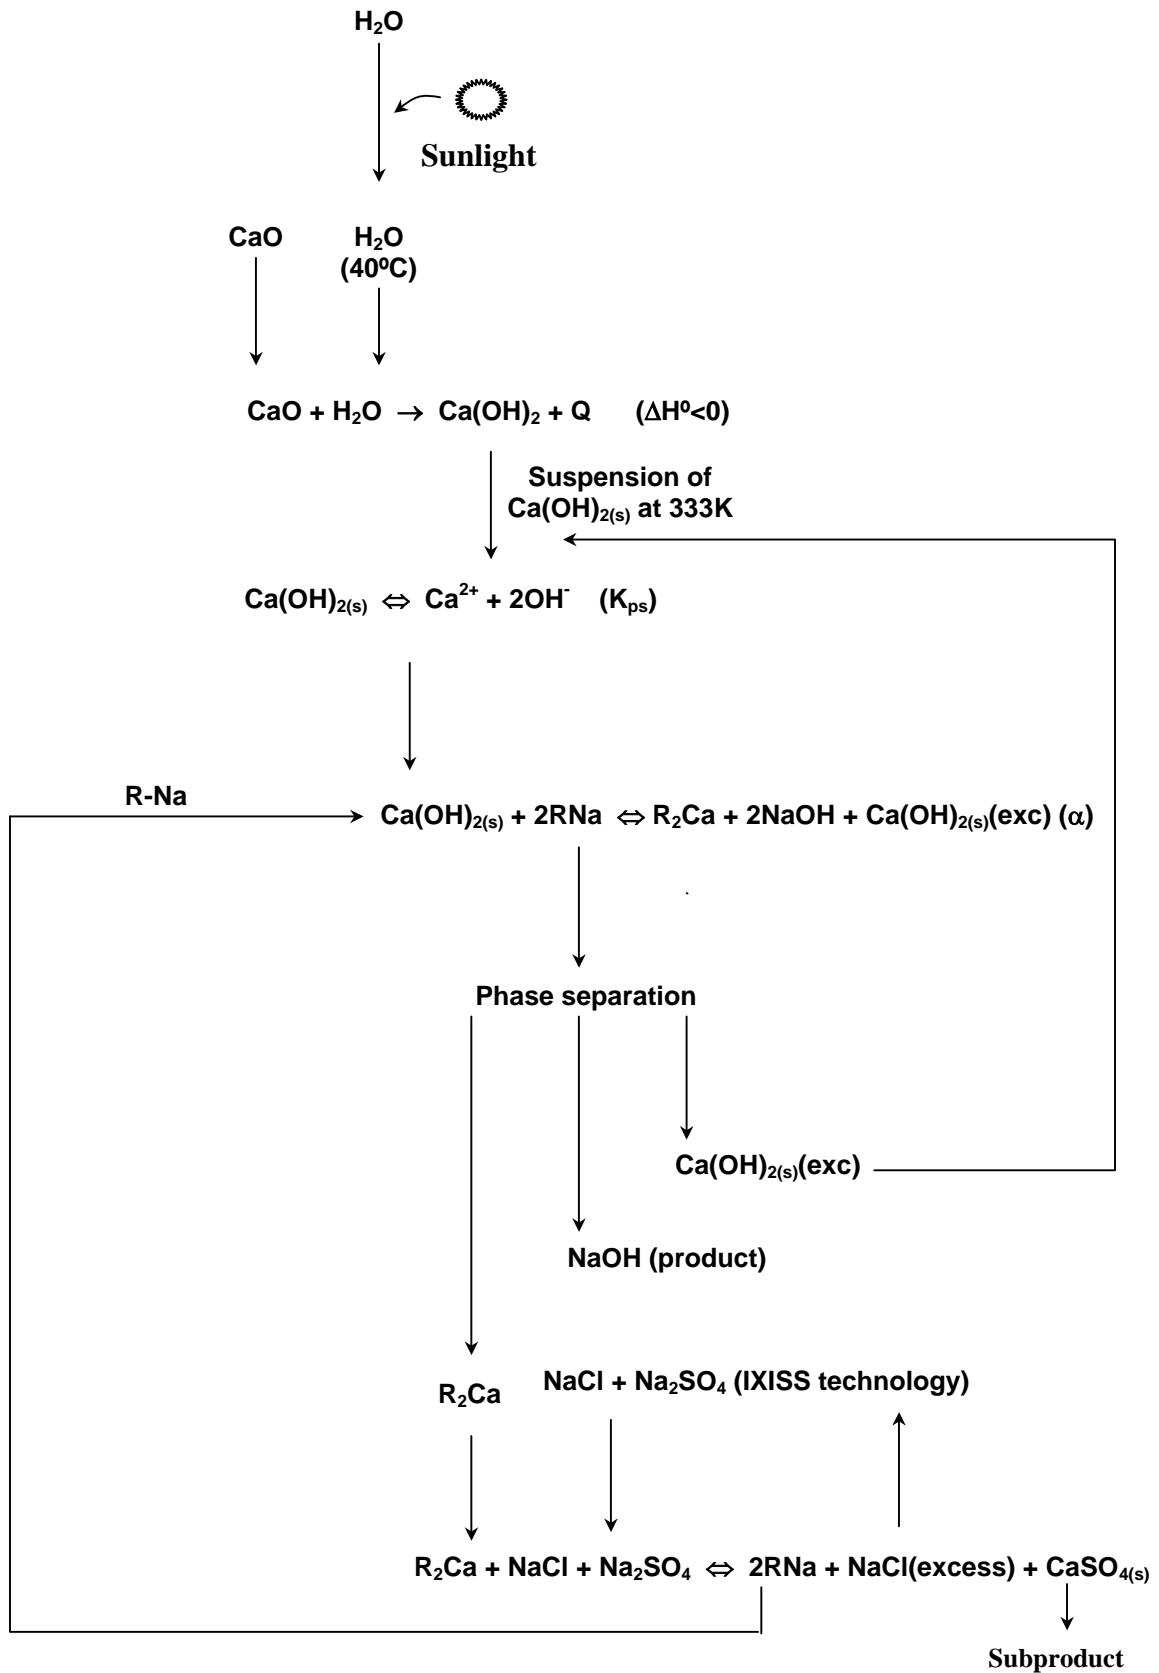 H₂O
Sunlight
CaO
H₂O
(40ºC)
CaO + H₂O → Ca(OH)₂ + Q (ΔHº<0)
Suspension of
Ca(OH)₂₍ₛ₎ at 333K
Ca(OH)₂₍ₛ₎ ⇔ Ca²⁺ + 2OH⁻ (Kₚₛ)
R-Na
Ca(OH)₂₍ₛ₎ + 2RNa ⇔ R₂Ca + 2NaOH + Ca(OH)₂₍ₛ₎(exc) (α)
Phase separation
Ca(OH)₂₍ₛ₎(exc)
NaOH (product)
R₂Ca
NaCl + Na₂SO₄ (IXISS technology)
R₂Ca + NaCl + Na₂SO₄ ⇔ 2RNa + NaCl(excess) + CaSO₄₍ₛ₎
Subproduct